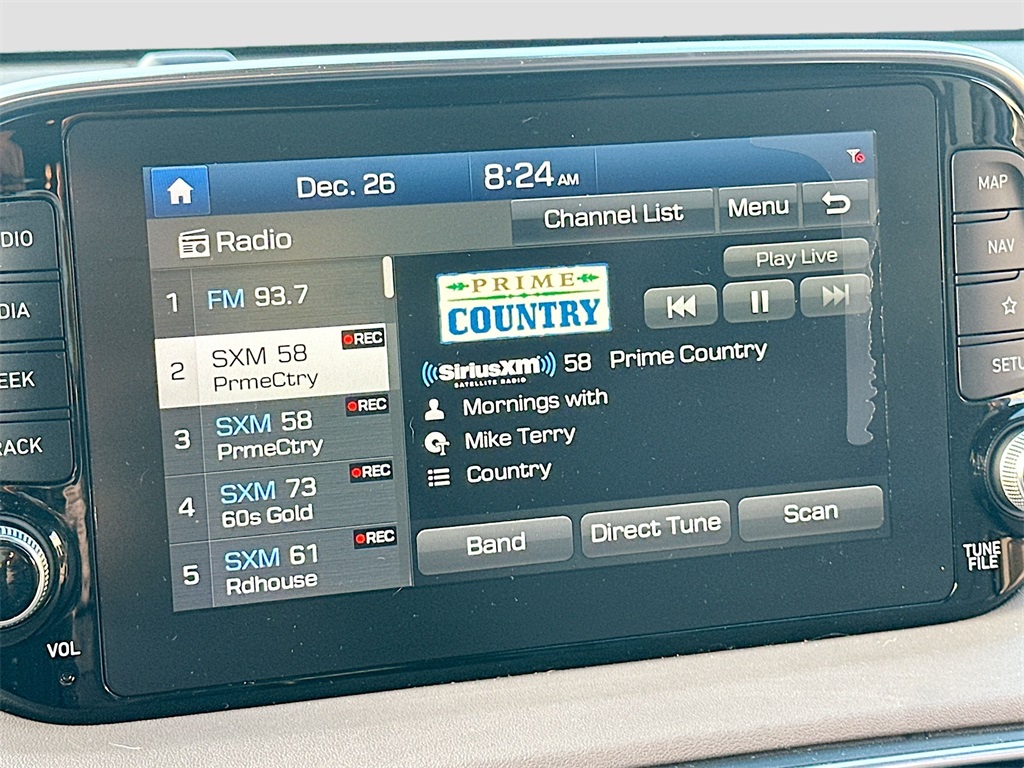 Dec. 26
8:24 AM
Radio
Channel List
Menu
1 FM 93.7
2 SXM 58
PrmeCtry
REC
3 SXM 58
PrmeCtry
REC
4 SXM 73
60s Gold
REC
5 SXM 61
Rdhouse
REC
Play Live
PRIME
COUNTRY
SiriusXM
SATELLITE RADIO
58 Prime Country
Mornings with
Mike Terry
Country
Band
Direct Tune
Scan
DIO
DIA
EEK
RACK
VOL
MAP
NAV
SETU
TUNE
FILE